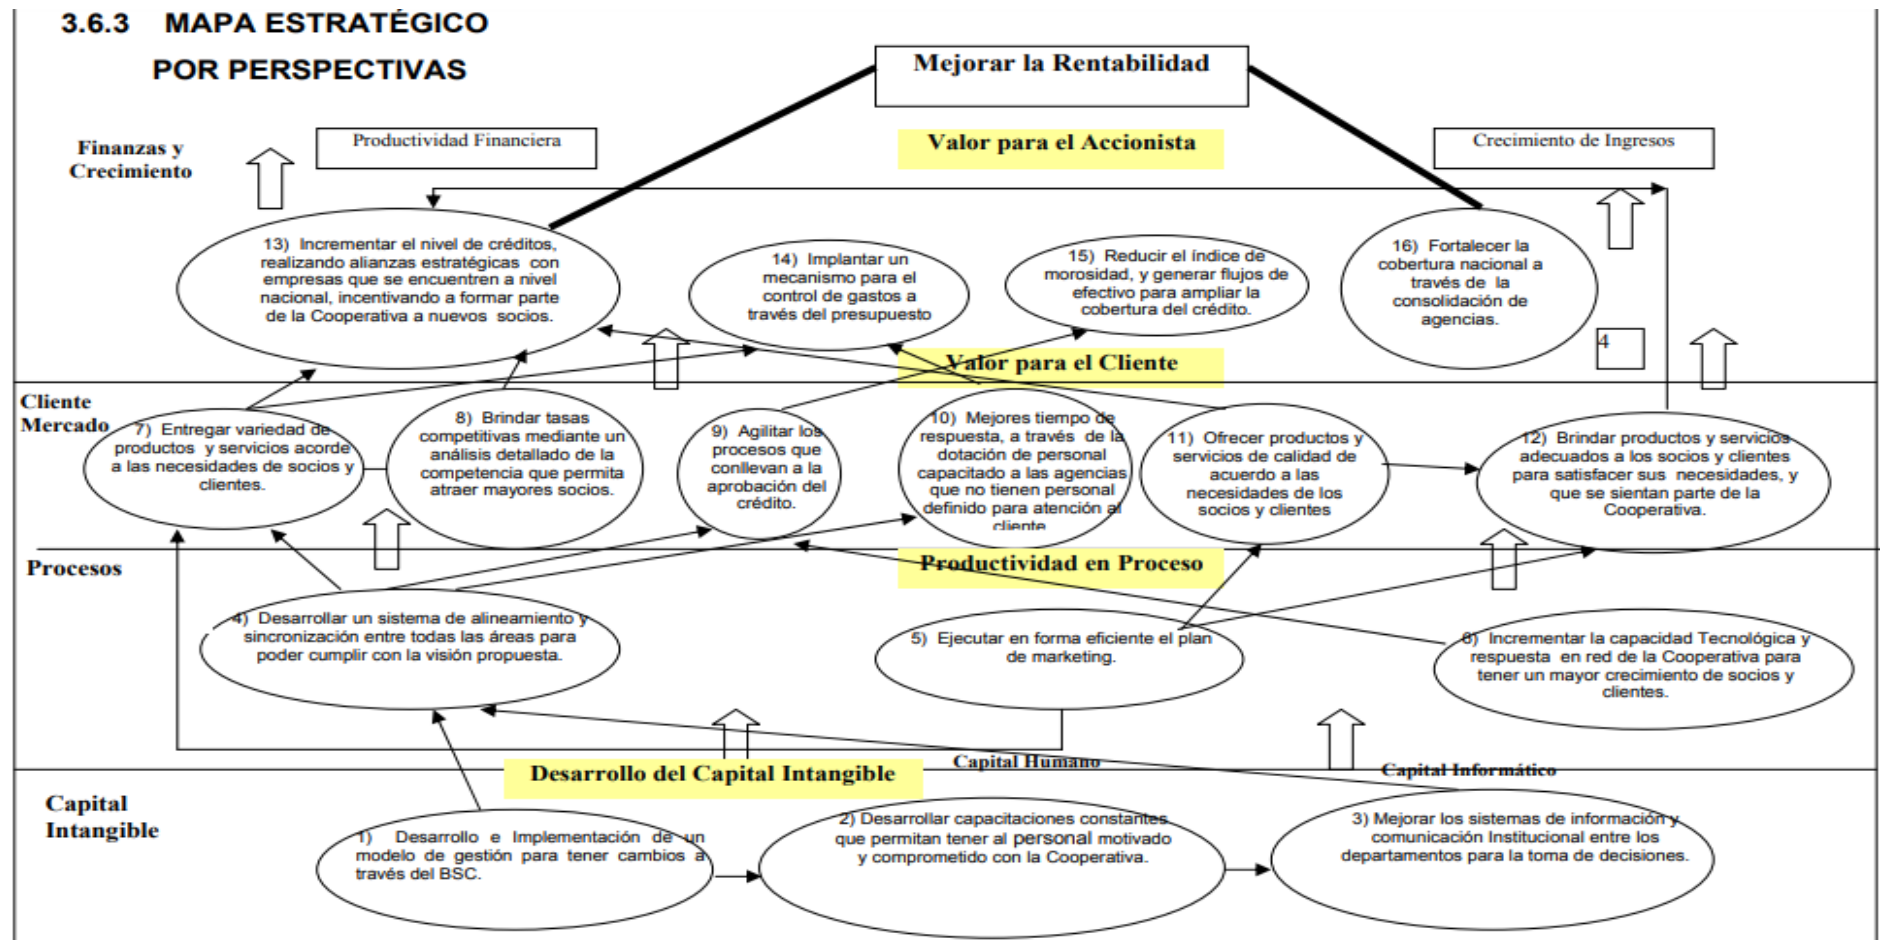 3.6.3 MAPA ESTRATÉGICO
POR PERSPECTIVAS
Mejorar la Rentabilidad
Finanzas y
Crecimiento
Productividad Financiera
Valor para el Accionista
Crecimiento de Ingresos
13) Incrementar el nivel de créditos,
realizando alianzas estratégicas con
empresas que se encuentren a nivel
nacional, incentivando a formar parte
de la Cooperativa a nuevos socios.
14) Implantar un
mecanismo para el
control de gastos a
través del presupuesto
15) Reducir el índice de
morosidad, y generar flujos de
efectivo para ampliar la
cobertura del crédito.
16) Fortalecer la
cobertura nacional a
través de la
consolidación de
agencias.
4
Valor para el Cliente
Cliente
Mercado
7) Entregar variedad de
productos y servicios acorde
a las necesidades de socios y
clientes.
8) Brindar tasas
competitivas mediante un
análisis detallado de la
competencia que permita
atraer mayores socios.
9) Agilitar los
procesos que
conllevan a la
aprobación del
crédito.
10) Mejores tiempo de
respuesta, a través de la
dotación de personal
capacitado a las agencias
que no tienen personal
definido para atención al
cliente
11) Ofrecer productos y
servicios de calidad de
acuerdo a las
necesidades de los
socios y clientes
12) Brindar productos y servicios
adecuados a los socios y clientes
para satisfacer sus necesidades, y
que se sientan parte de la
Cooperativa.
Procesos
Productividad en Proceso
4) Desarrollar un sistema de alineamiento y
sincronización entre todas las áreas para
poder cumplir con la visión propuesta.
5) Ejecutar en forma eficiente el plan
de marketing.
6) Incrementar la capacidad Tecnológica y
respuesta en red de la Cooperativa para
tener un mayor crecimiento de socios y
clientes.
Desarrollo del Capital Intangible
Capital Humano
Capital Informático
Capital
Intangible
1) Desarrollo e Implementación de un
modelo de gestión para tener cambios a
través del BSC.
2) Desarrollar capacitaciones constantes
que permitan tener al personal motivado
y comprometido con la Cooperativa.
3) Mejorar los sistemas de información y
comunicación Institucional entre los
departamentos para la toma de decisiones.